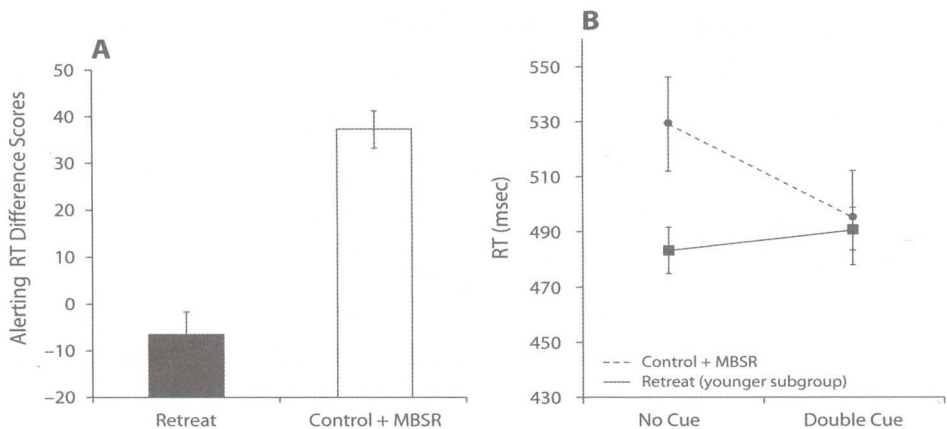 A
Alerting RT Difference Scores
50
40
30
20
10
0
–10
–20
Retreat
Control + MBSR
B
RT (msec)
550
530
510
490
470
450
430
Control + MBSR
Retreat (younger subgroup)
No Cue
Double Cue